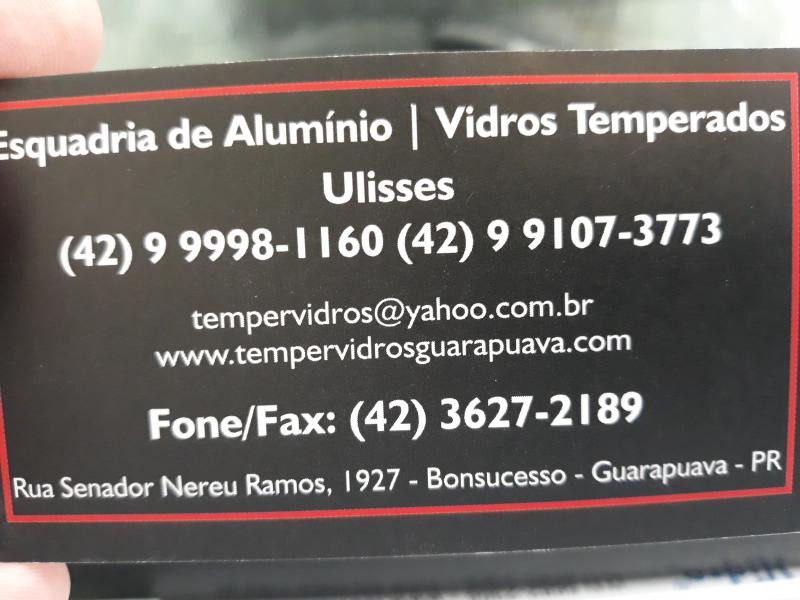 Esquadria de Alumínio | Vidros Temperados
Ulisses
(42) 9 9998-1160 (42) 9 9107-3773
tempervidros@yahoo.com.br
www.tempervidrosguarapuava.com
Fone/Fax: (42) 3627-2189
Rua Senador Nereu Ramos, 1927 - Bonsucesso - Guarapuava - PR